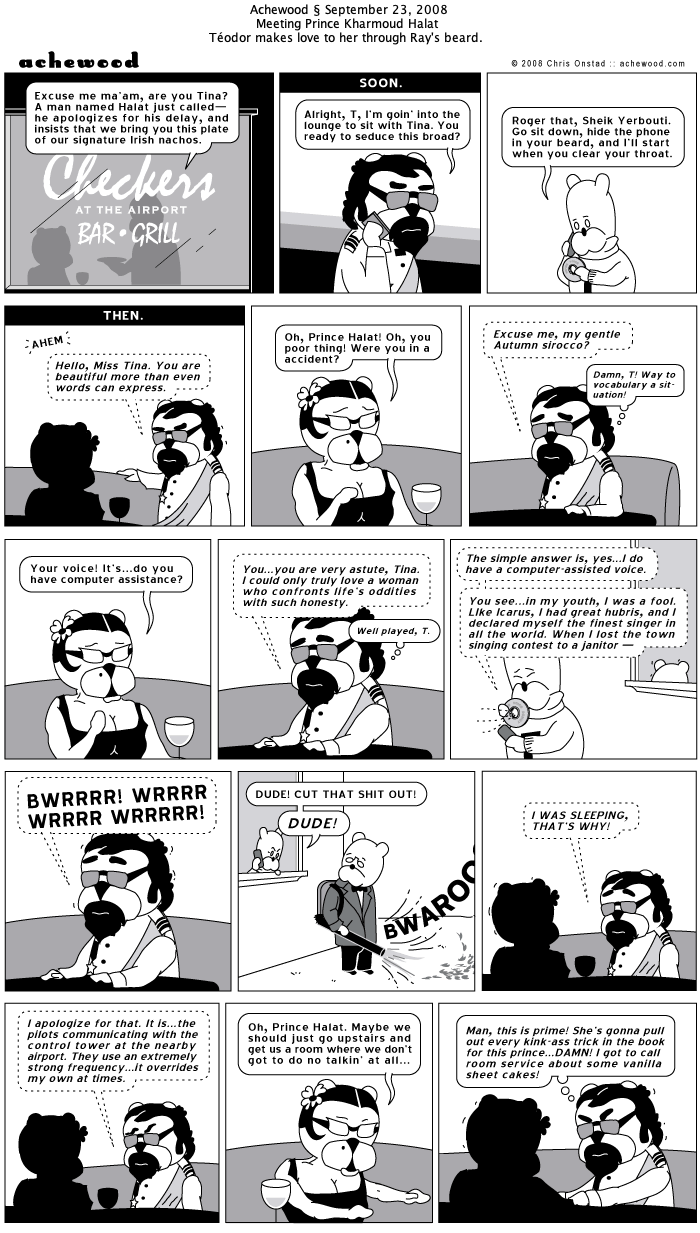 Achewood § September 23, 2008
Meeting Prince Kharmoud Halat
Téodor makes love to her through Ray's beard.
achewood
© 2008 Chris Onstad :: achewood.com
Excuse me ma'am, are you Tina?
A man named Halat just called—
he apologizes for his delay, and
insists that we bring you this plate
of our signature Irish nachos.
Checkers
AT THE AIRPORT
BAR • GRILL
SOON.
Alright, T, I'm goin' into the
lounge to sit with Tina. You
ready to seduce this broad?
Roger that, Sheik Yerbouti.
Go sit down, hide the phone
in your beard, and I'll start
when you clear your throat.
THEN.
AHEM
Hello, Miss Tina. You are
beautiful more than even
words can express.
Oh, Prince Halat! Oh, you
poor thing! Were you in a
accident?
Excuse me, my gentle
Autumn sirocco?
Damn, T! Way to
vocabulary a sit-
uation!
Your voice! It's...do you
have computer assistance?
You...you are very astute, Tina.
I could only truly love a woman
who confronts life's oddities
with such honesty.
Well played, T.
The simple answer is, yes...I do
have a computer-assisted voice.
You see...in my youth, I was a fool.
Like Icarus, I had great hubris, and I
declared myself the finest singer in
all the world. When I lost the town
singing contest to a janitor —
BWRRRR! WRRRR
WRRRR WRRRRR!
DUDE! CUT THAT SHIT OUT!
DUDE!
BWAROO
I WAS SLEEPING,
THAT'S WHY!
I apologize for that. It is...the
pilots communicating with the
control tower at the nearby
airport. They use an extremely
strong frequency...it overrides
my own at times.
Oh, Prince Halat. Maybe we
should just go upstairs and
get us a room where we don't
got to do no talkin' at all...
Man, this is prime! She's gonna pull
out every kink-ass trick in the book
for this prince...DAMN! I got to call
room service about some vanilla
sheet cakes!